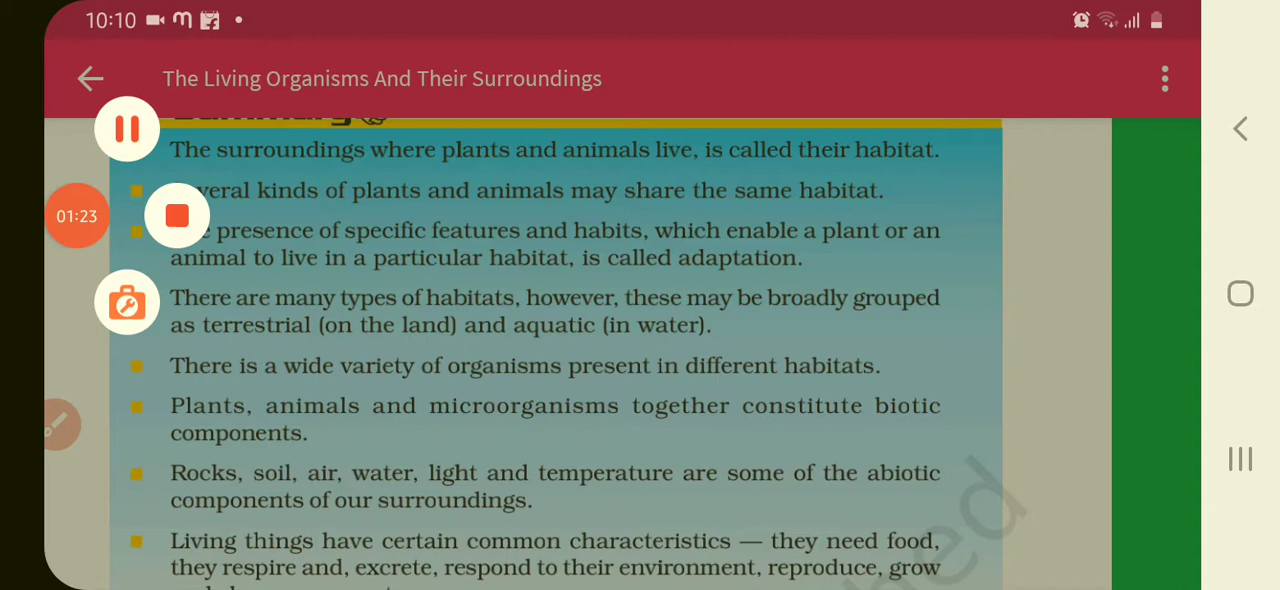 10:10
The Living Organisms And Their Surroundings
The surroundings where plants and animals live, is called their habitat.
kinds of plants and animals may share the same habitat.
01:23
presence of specific features and habits, which enable a plant or an
animal to live in a particular habitat, is called adaptation.
There are many types of habitats, however, these may be broadly grouped
as terrestrial (on the land) and aquatic (in water).
There is a wide variety of organisms present in different habitats.
Plants, animals and microorganisms together constitute biotic
components.
Rocks, soil, air, water, light and temperature are some of the abiotic
components of our surroundings.
Living things have certain common characteristics — they need food,
they respire and, excrete, respond to their environment, reproduce, grow